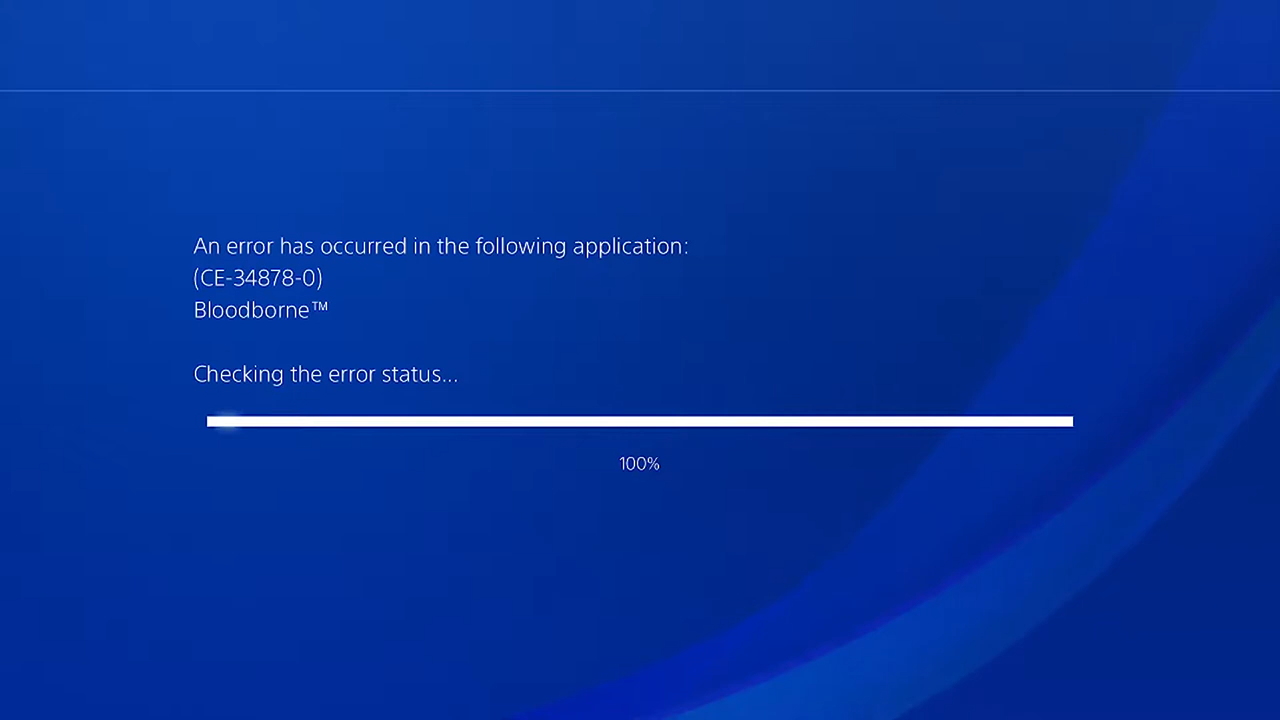 An error has occurred in the following application:
(CE-34878-0)
Bloodborne™
Checking the error status...
100%